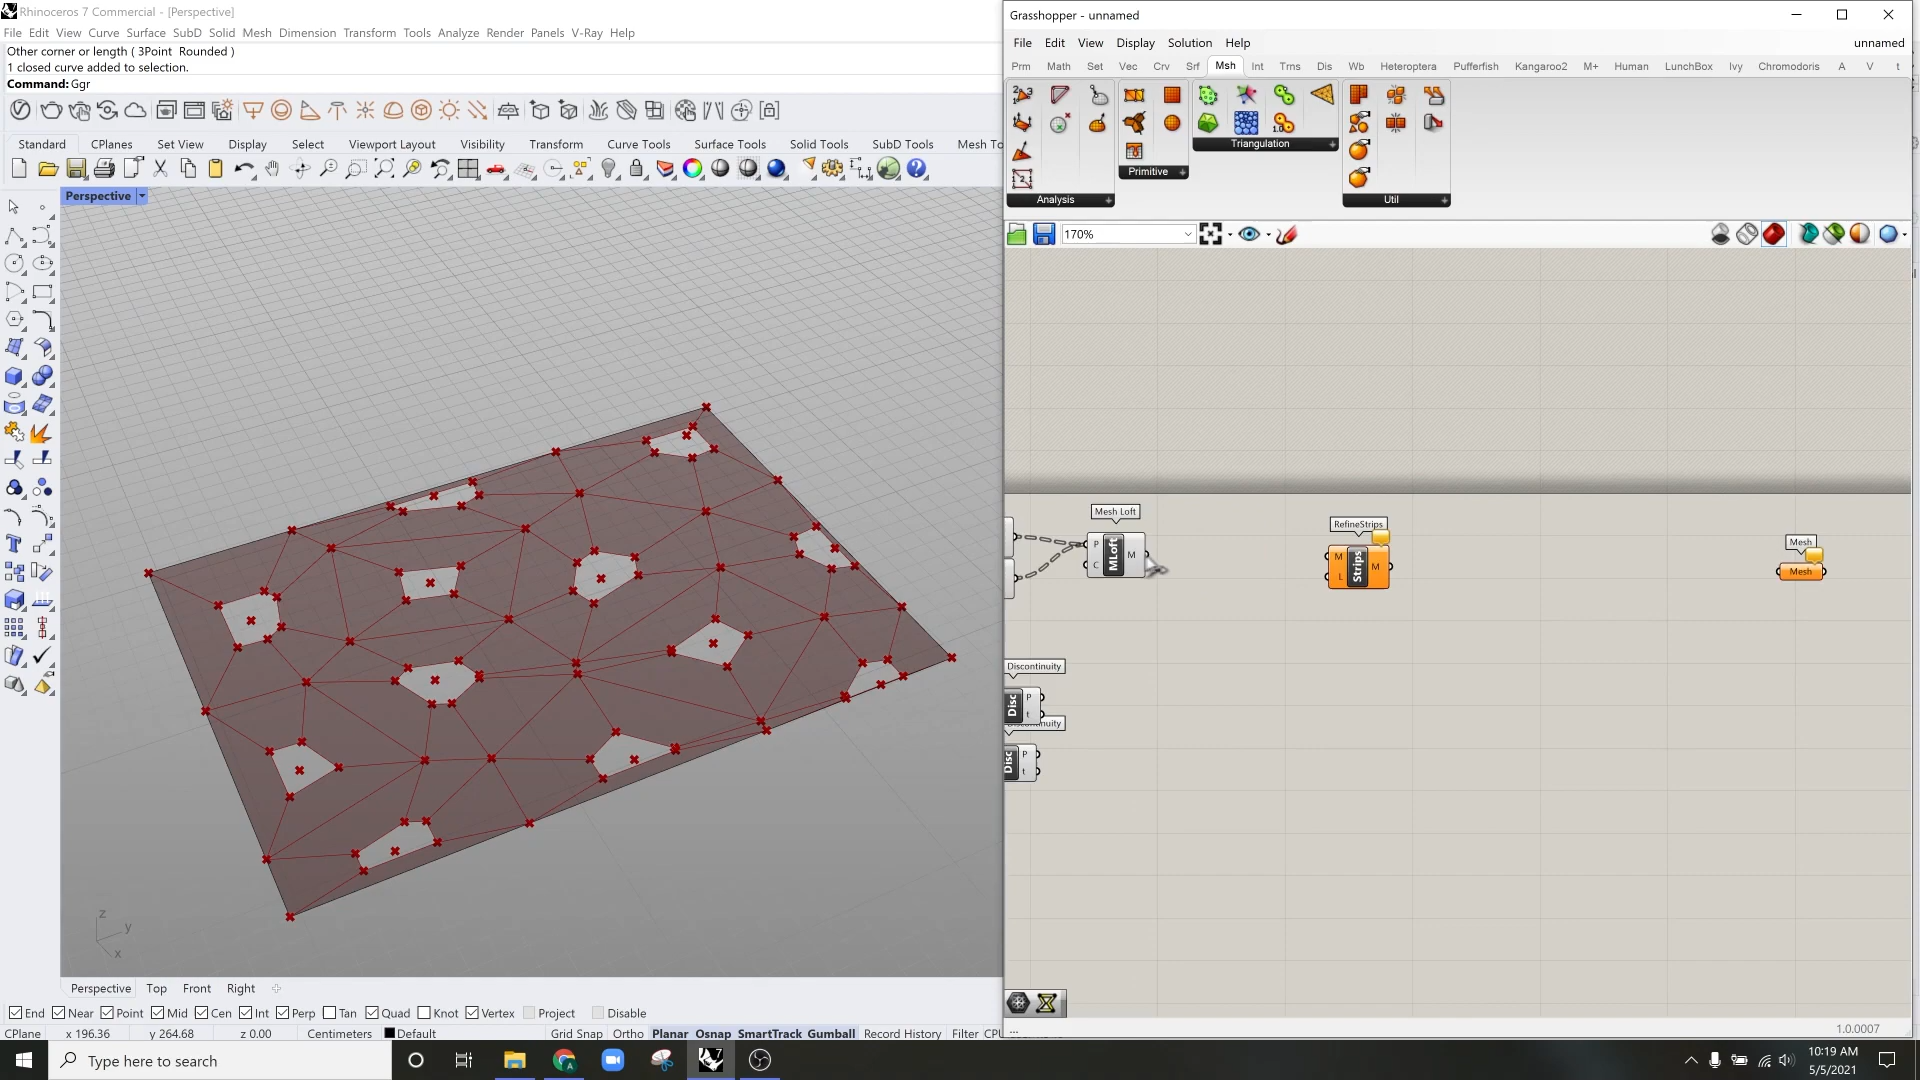 Rhinoceros 7 Commercial - [Perspective]
File Edit View Curve Surface SubD Solid Mesh Dimension Transform Tools Analyze Render Panels V-Ray Help
Other corner or length ( 3Point Rounded )
1 closed curve added to selection.
Command: Ggr
Standard CPlanes Set View Display Select Viewport Layout Visibility Transform Curve Tools Surface Tools Solid Tools SubD Tools Mesh To
Perspective
z
y
x
Perspective Top Front Right
End Near Point Mid Cen Int Perp Tan Quad Knot Vertex Project Disable
CPlane x 196.36 y 264.68 z 0.00 Centimeters Default Grid Snap Ortho Planar Osnap SmartTrack Gumball Record History Filter CPU
Grasshopper - unnamed
File Edit View Display Solution Help unnamed
Prm Math Set Vec Crv Srf Msh Int Trns Dis Wb Heteroptera Pufferfish Kangaroo2 M+ Human LunchBox Ivy Chromodoris A V t
Analysis Primitive Triangulation Util
170%
Mesh Loft
P C MLoft M
RefineStrips
M L Strips M
Mesh
Mesh
Discontinuity
Disc P t
Disc P t
...
1.0.0007
Type here to search
10:19 AM
5/5/2021